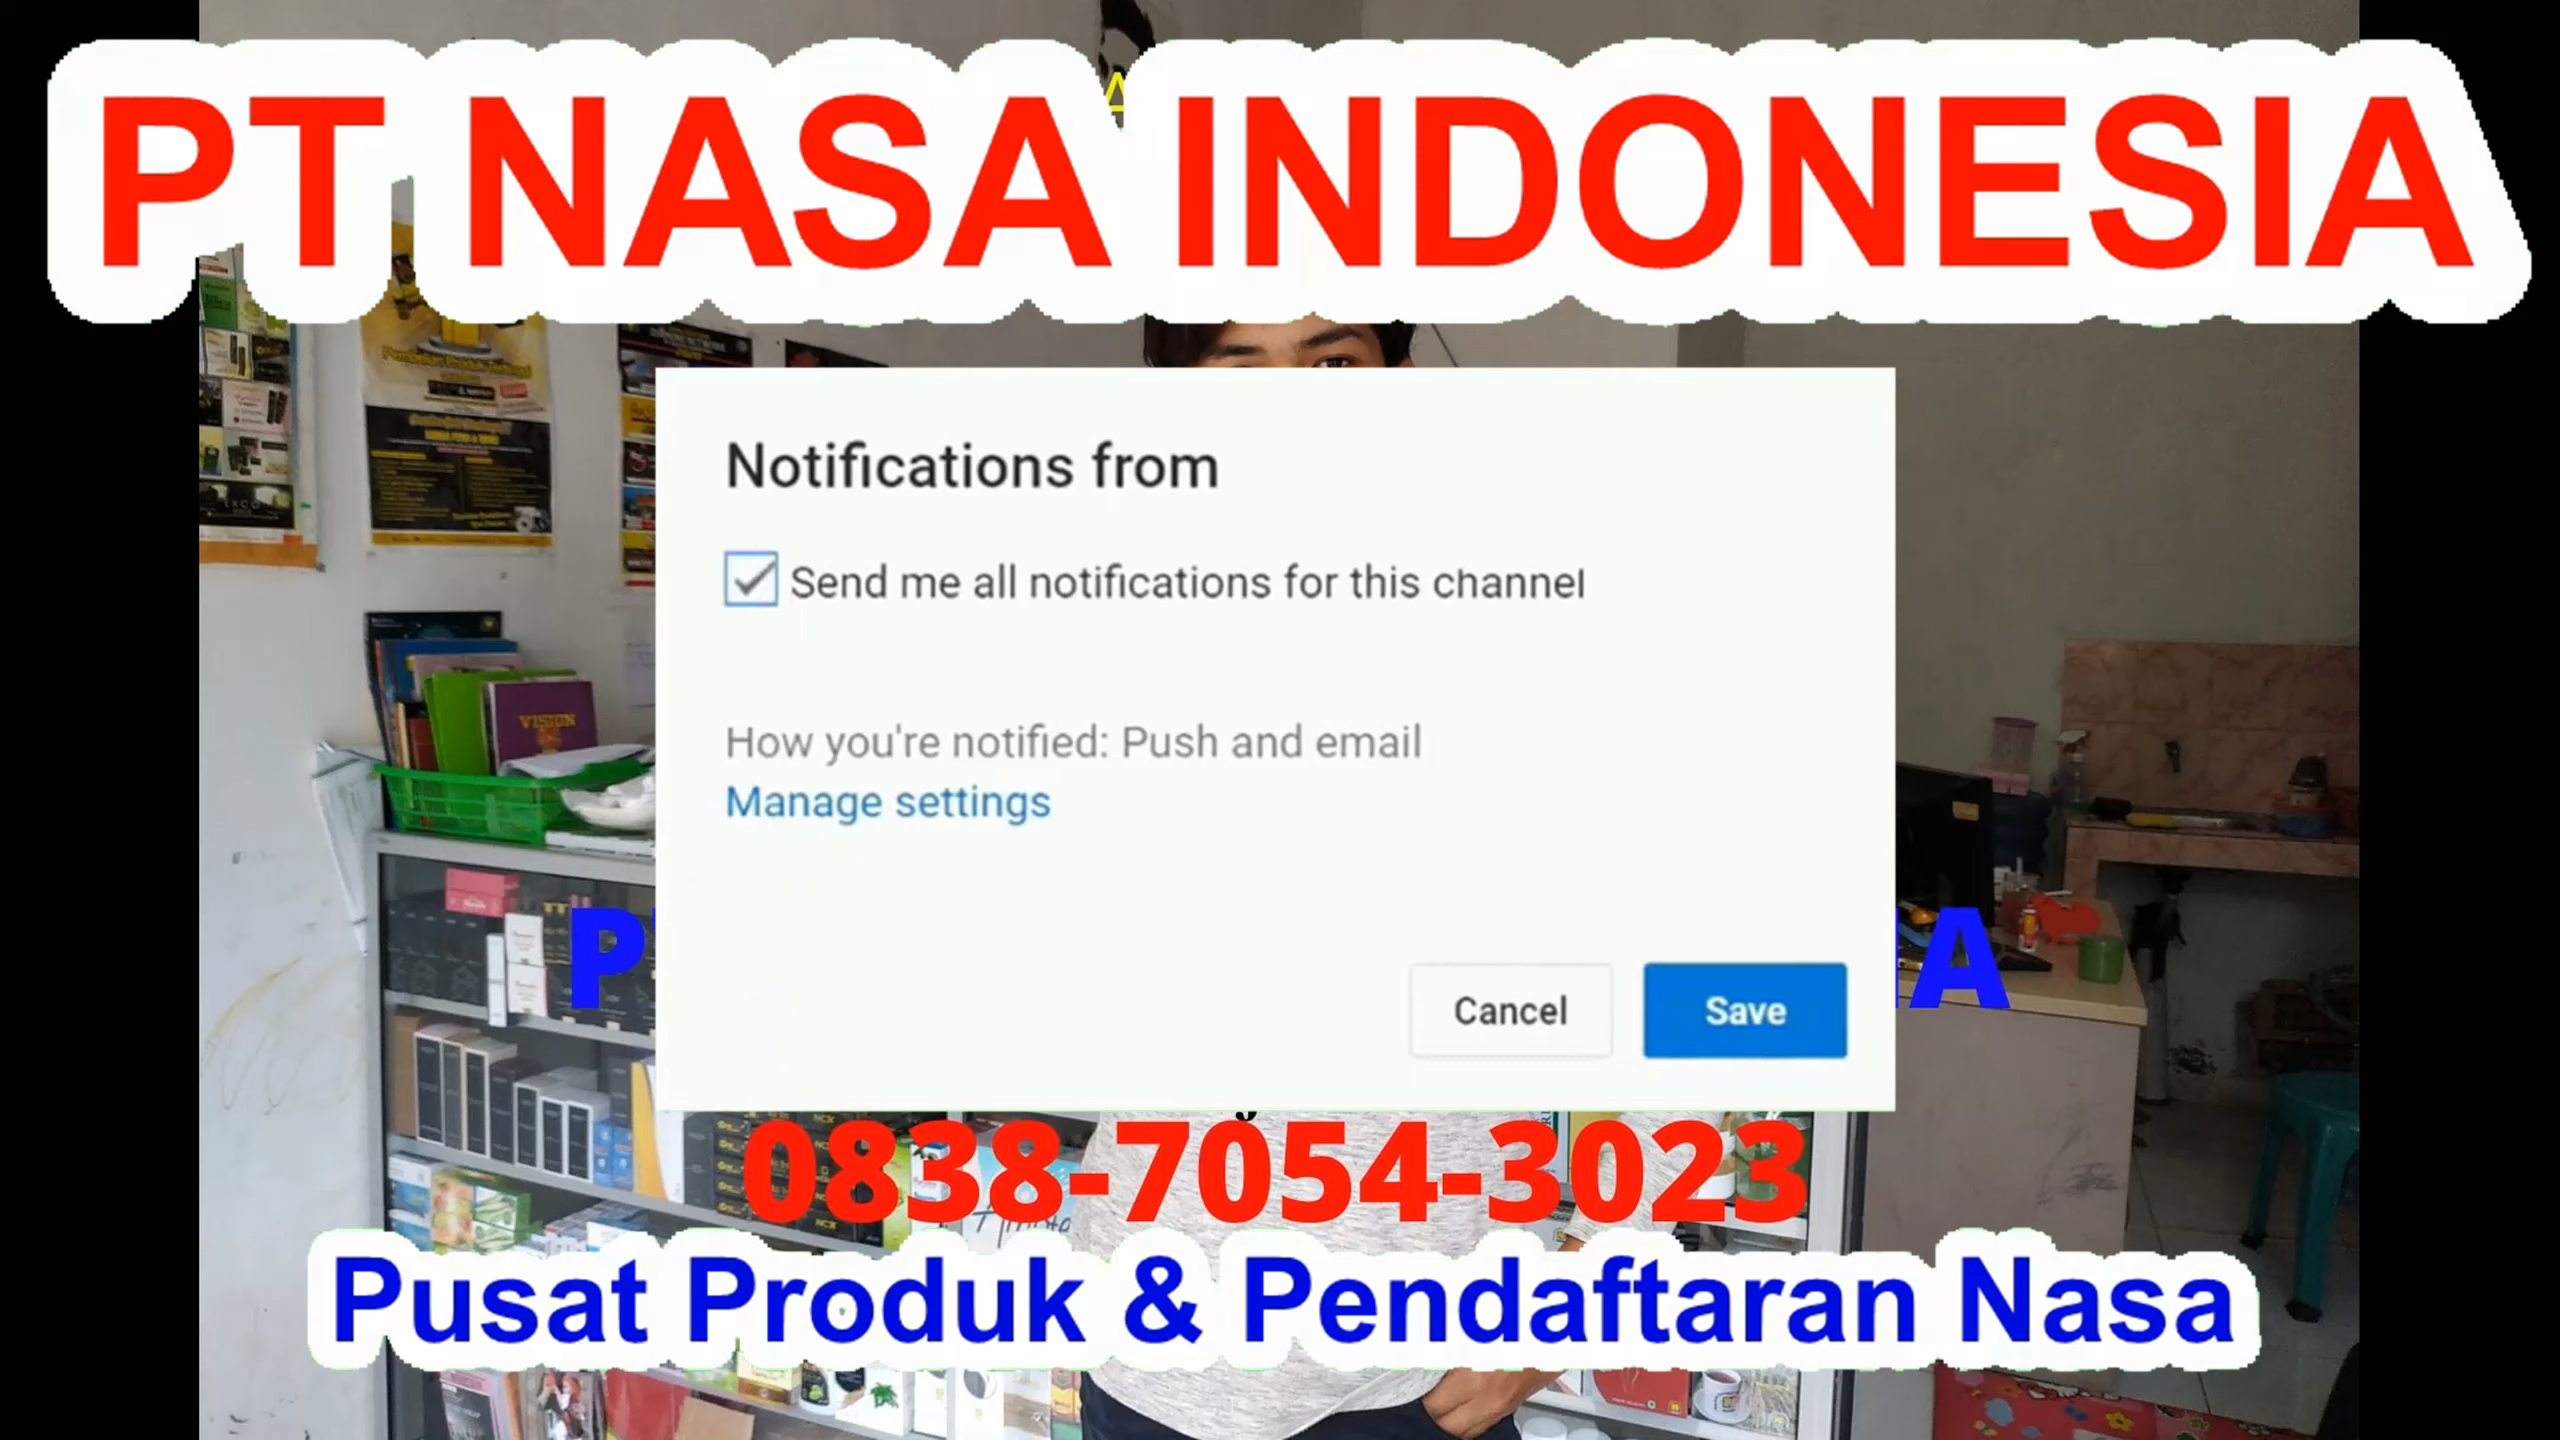 PT NASA INDONESIA
Notifications from
Send me all notifications for this channel
VISION
How you're notified: Push and email
Manage settings
P
A
Cancel
Save
0838-7054-3023
Pusat Produk & Pendaftaran Nasa